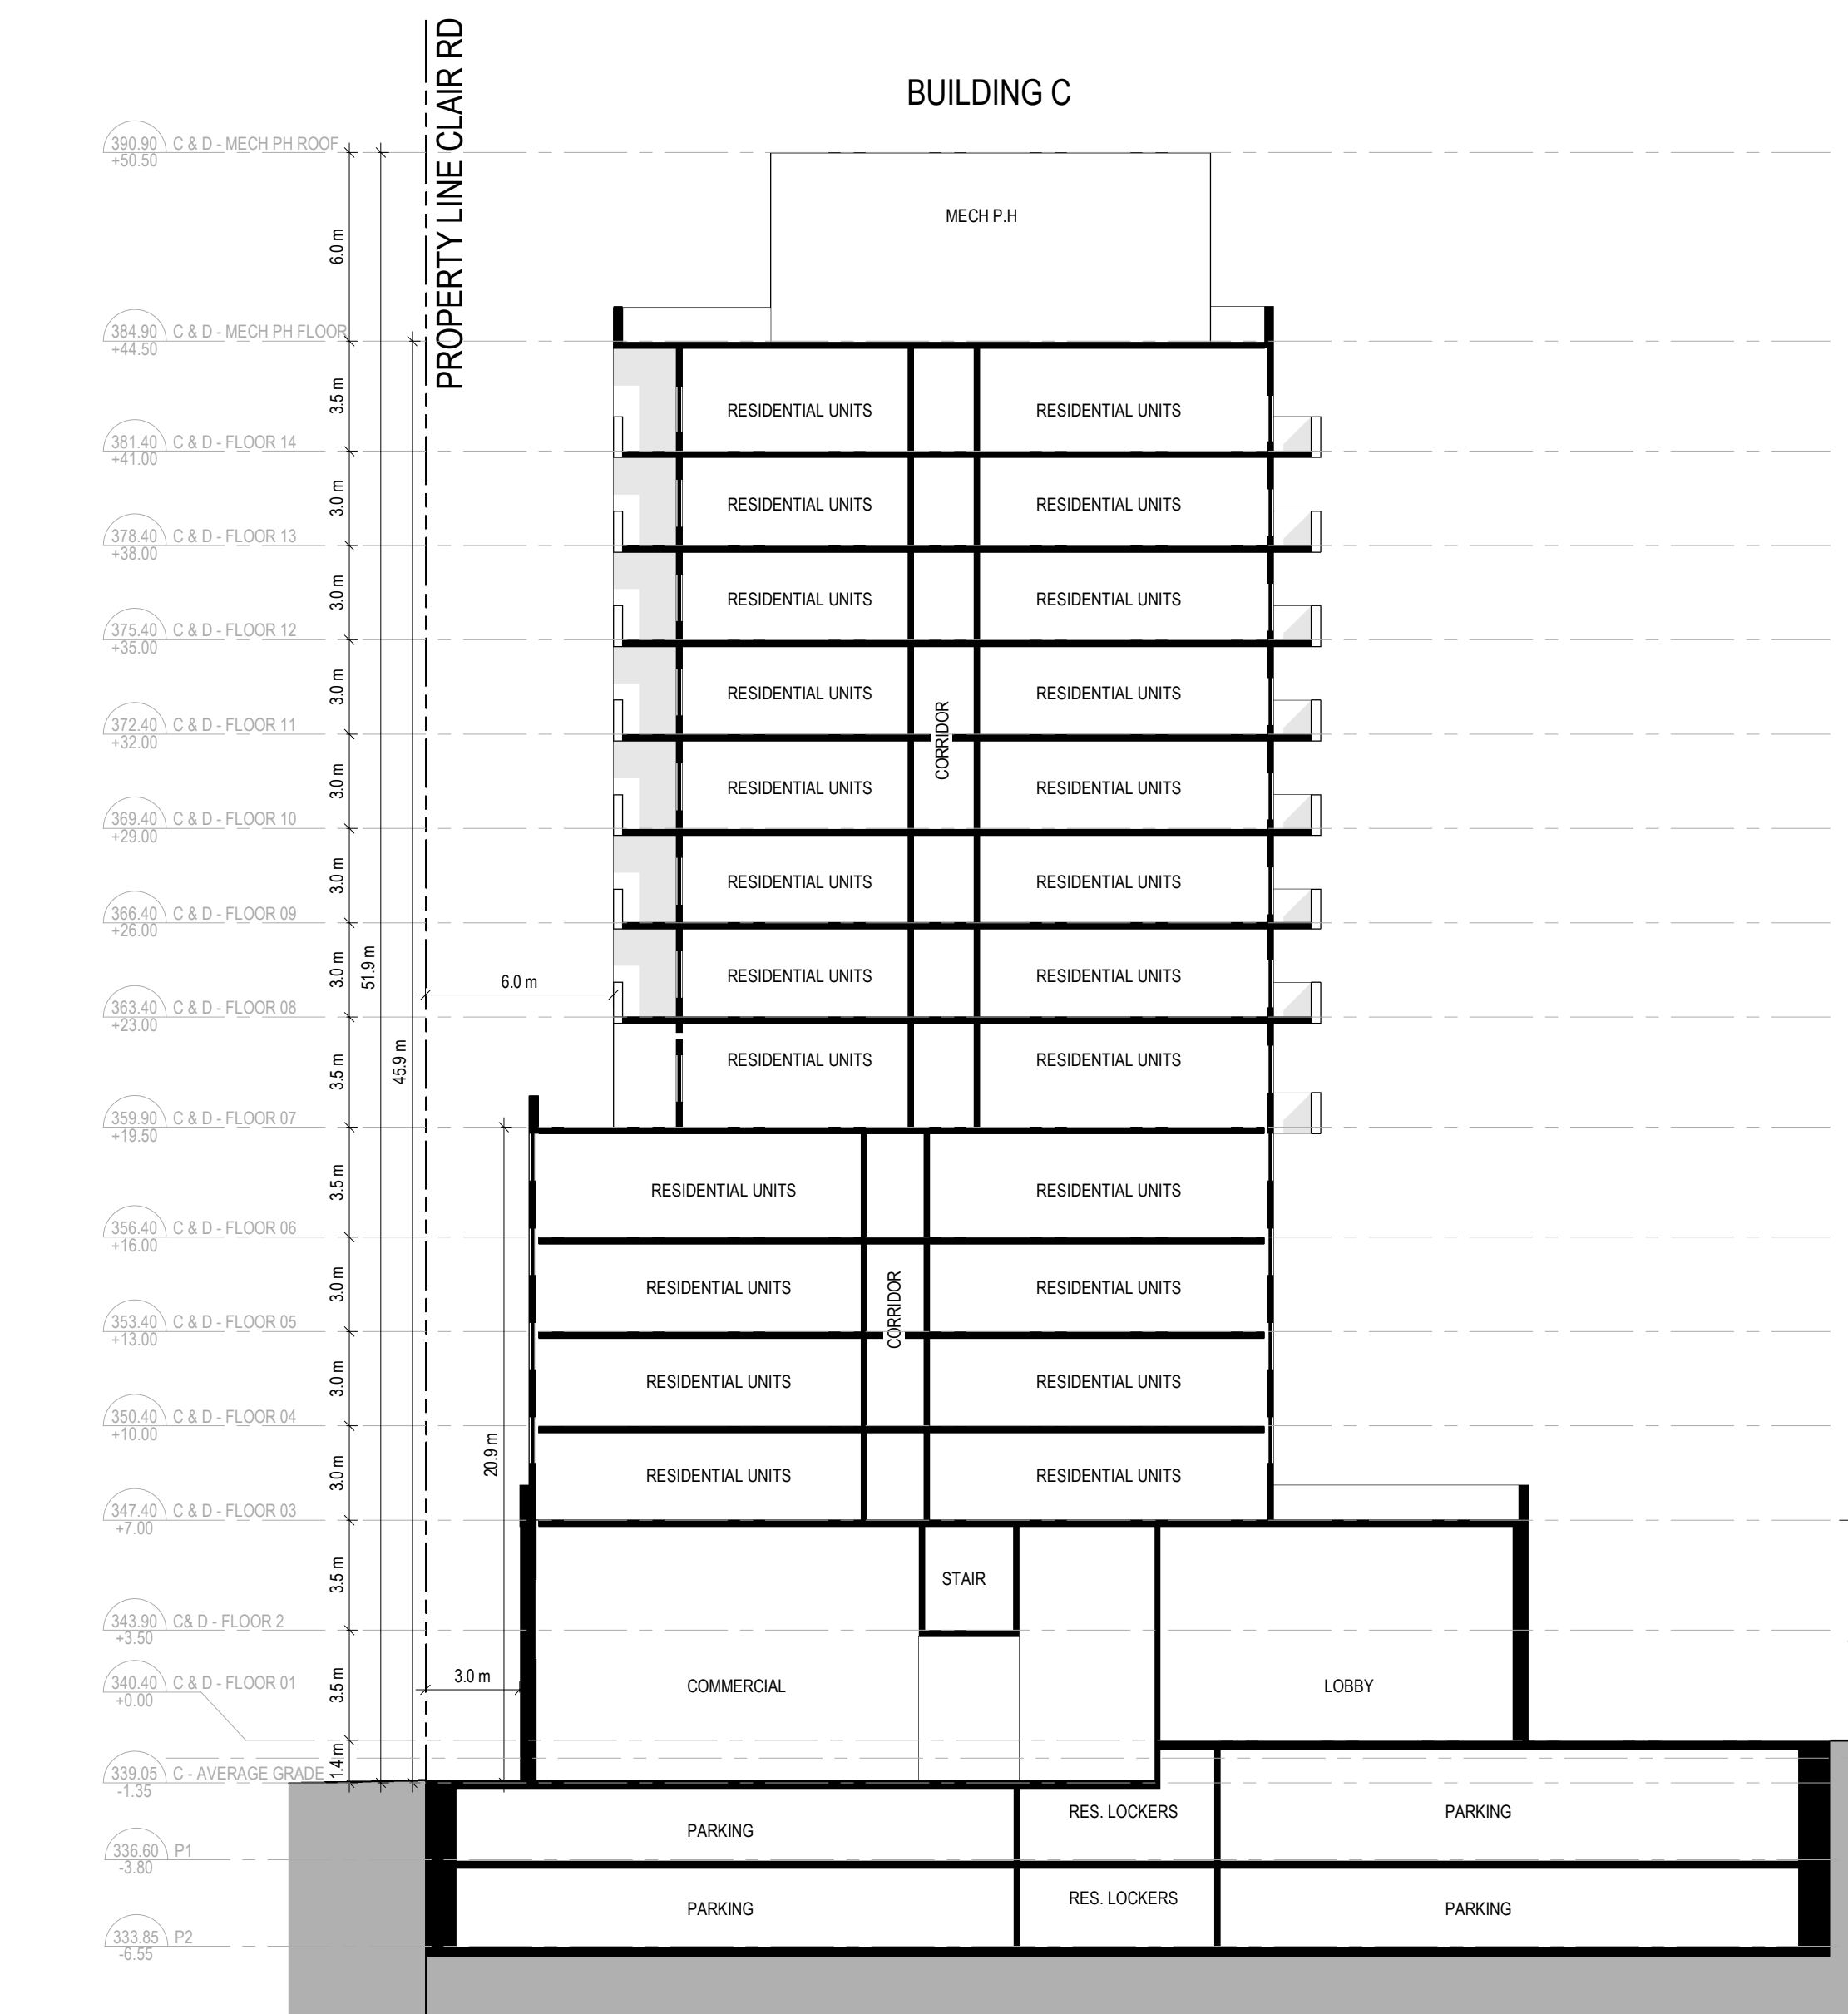 BUILDING C
PROPERTY LINE CLAIR RD
390.90 C & D - MECH PH ROOF
+50.50
6.0 m
MECH P.H
384.90 C & D - MECH PH FLOOR
+44.50
3.5 m
RESIDENTIAL UNITS RESIDENTIAL UNITS
381.40 C & D - FLOOR 14
+41.00
3.0 m
RESIDENTIAL UNITS RESIDENTIAL UNITS
378.40 C & D - FLOOR 13
+38.00
3.0 m
RESIDENTIAL UNITS RESIDENTIAL UNITS
375.40 C & D - FLOOR 12
+35.00
3.0 m
RESIDENTIAL UNITS RESIDENTIAL UNITS
372.40 C & D - FLOOR 11
+32.00
CORRIDOR
3.0 m
RESIDENTIAL UNITS RESIDENTIAL UNITS
369.40 C & D - FLOOR 10
+29.00
3.0 m
RESIDENTIAL UNITS RESIDENTIAL UNITS
366.40 C & D - FLOOR 09
+26.00
3.0 m
51.9 m
6.0 m
RESIDENTIAL UNITS RESIDENTIAL UNITS
363.40 C & D - FLOOR 08
+23.00
3.5 m
45.9 m
RESIDENTIAL UNITS RESIDENTIAL UNITS
359.90 C & D - FLOOR 07
+19.50
3.5 m
RESIDENTIAL UNITS RESIDENTIAL UNITS
356.40 C & D - FLOOR 06
+16.00
3.0 m
RESIDENTIAL UNITS RESIDENTIAL UNITS
CORRIDOR
353.40 C & D - FLOOR 05
+13.00
3.0 m
RESIDENTIAL UNITS RESIDENTIAL UNITS
350.40 C & D - FLOOR 04
+10.00
20.9 m
3.0 m
RESIDENTIAL UNITS RESIDENTIAL UNITS
347.40 C & D - FLOOR 03
+7.00
3.5 m
STAIR
343.90 C& D - FLOOR 2
+3.50
3.5 m
3.0 m
COMMERCIAL
LOBBY
340.40 C & D - FLOOR 01
+0.00
1.4 m
339.05 C - AVERAGE GRADE
-1.35
PARKING
RES. LOCKERS
PARKING
336.60 P1
-3.80
PARKING
RES. LOCKERS
PARKING
333.85 P2
-6.55